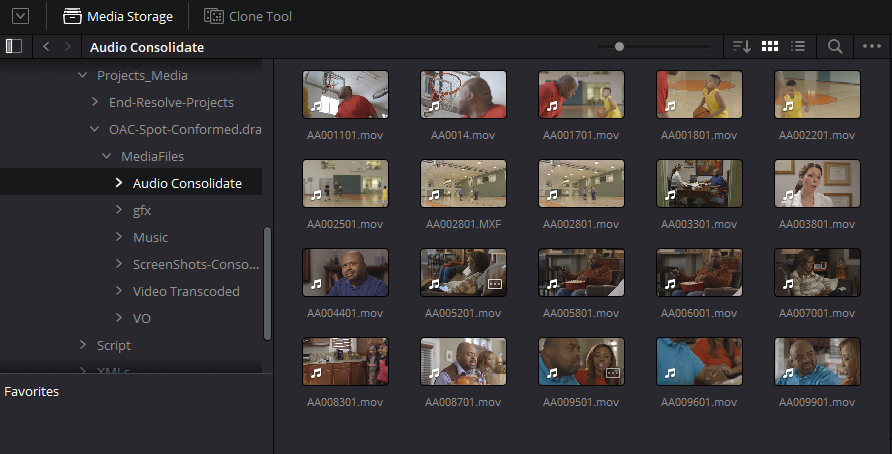 Media Storage
Clone Tool
Audio Consolidate
Projects_Media
End-Resolve-Projects
OAC-Spot-Conformed.dra
MediaFiles
Audio Consolidate
gfx
Music
ScreenShots-Conso...
Video Transcoded
VO
Script
XMLs
Favorites
AA001101.mov AA0014.mov AA001701.mov AA001801.mov AA002201.mov
AA002501.mov AA002801.MXF AA002801.mov AA003301.mov AA003801.mov
AA004401.mov AA005201.mov AA005801.mov AA006001.mov AA007001.mov
AA008301.mov AA008701.mov AA009501.mov AA009601.mov AA009901.mov